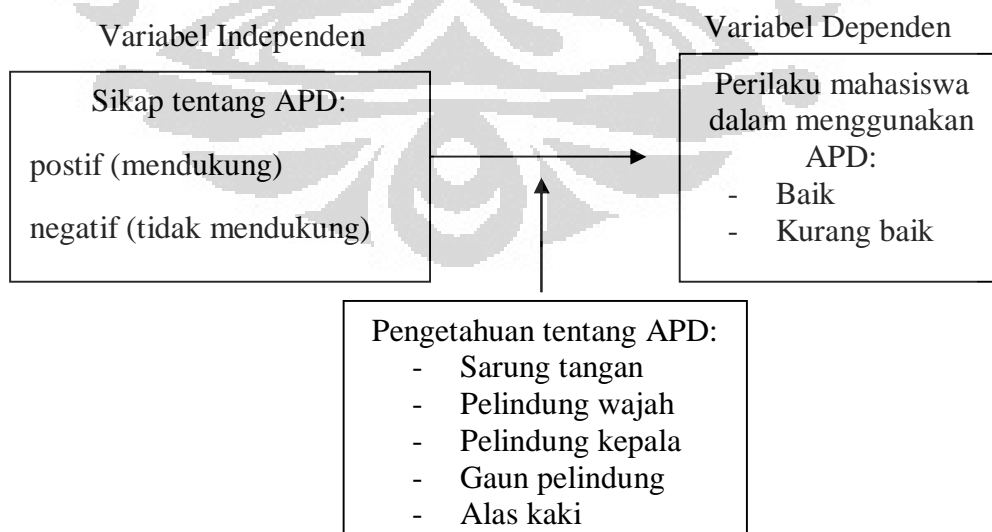 Variabel Independen
Variabel Dependen
Sikap tentang APD:
postif (mendukung)
negatif (tidak mendukung)
Perilaku mahasiswa
dalam menggunakan
APD:
- Baik
- Kurang baik
Pengetahuan tentang APD:
- Sarung tangan
- Pelindung wajah
- Pelindung kepala
- Gaun pelindung
- Alas kaki